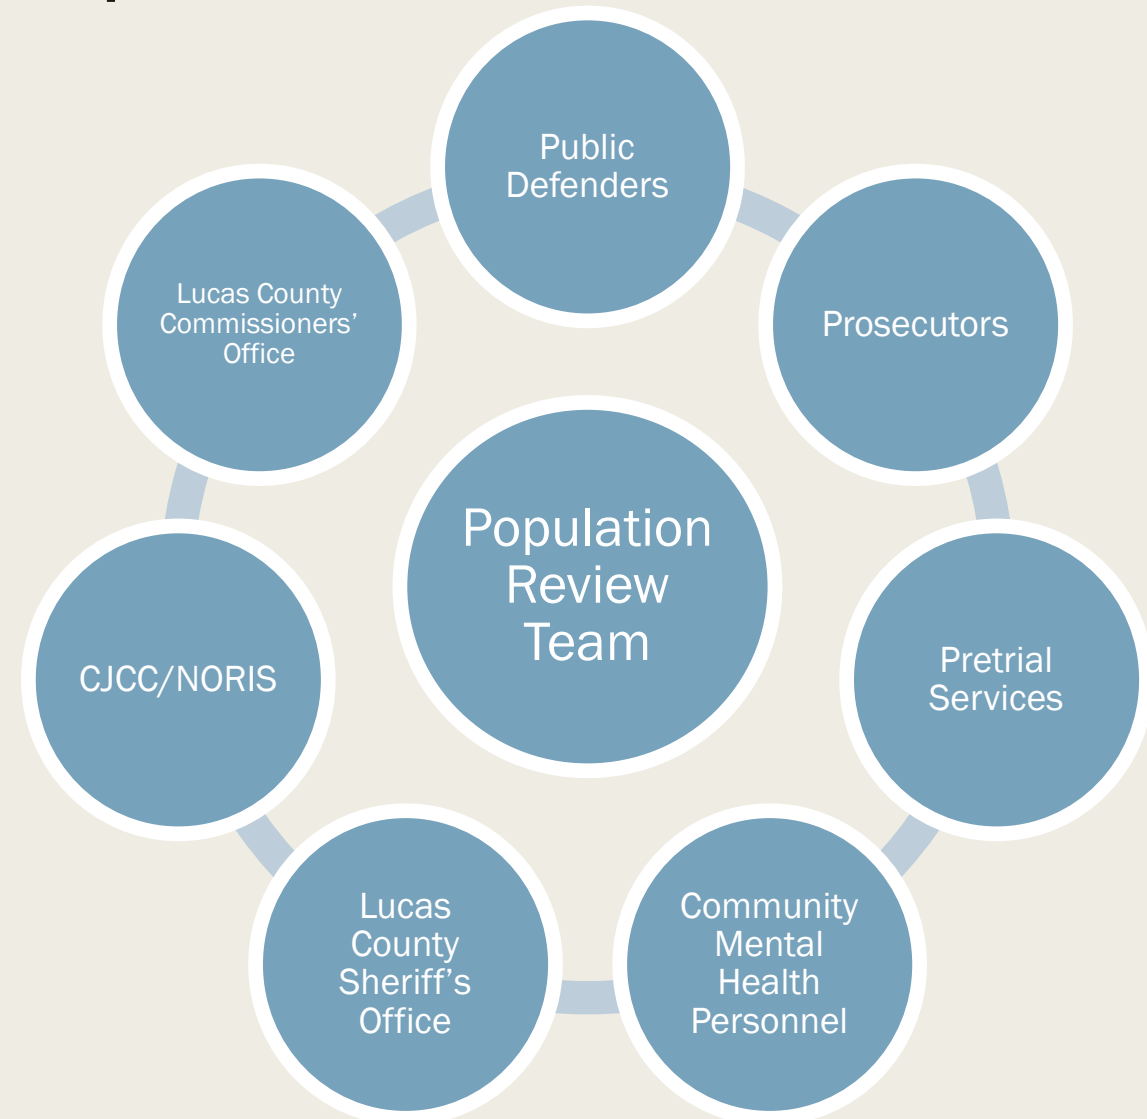 Public
Defenders
Prosecutors
Pretrial
Services
Community
Mental
Health
Personnel
Lucas
County
Sheriff’s
Office
CJCC/NORIS
Lucas County
Commissioners’
Office
Population
Review
Team